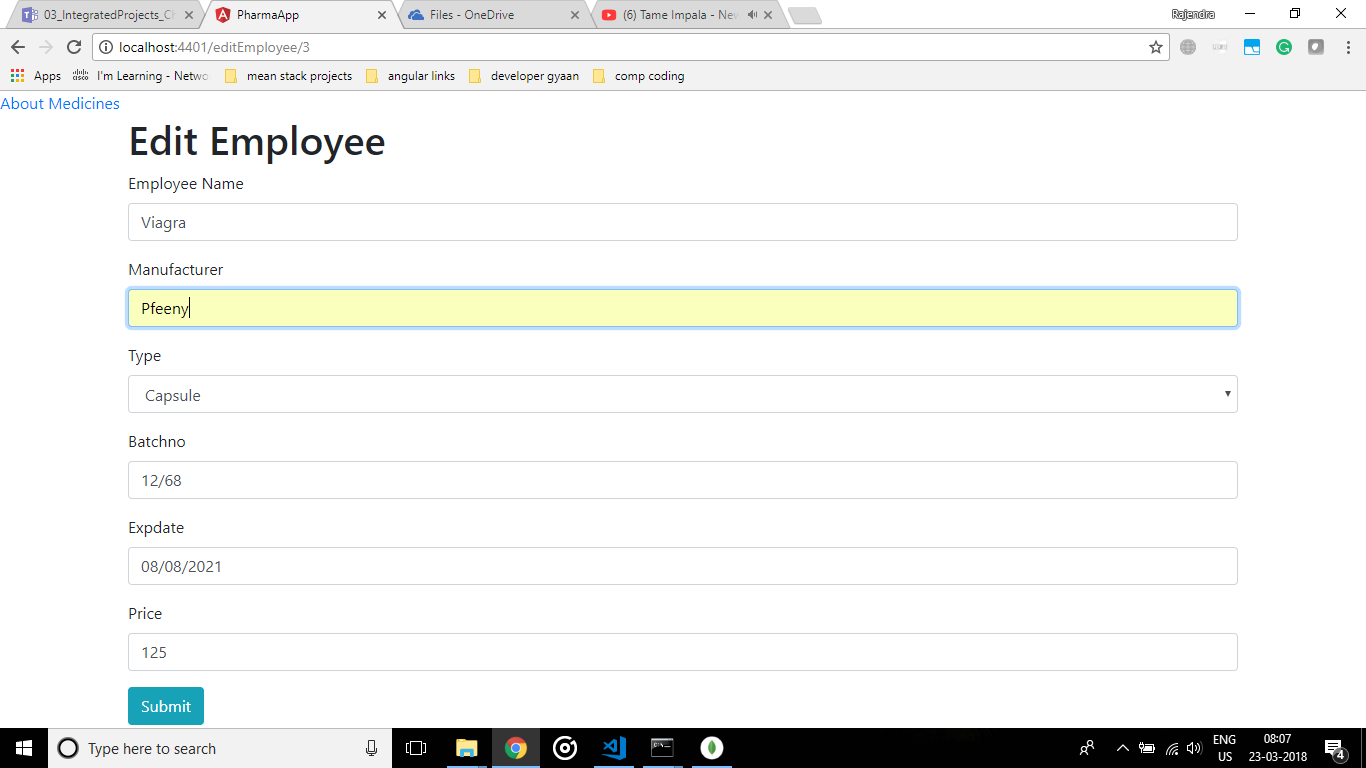 03_IntegratedProjects_Ch PharmaApp Files - OneDrive (6) Tame Impala - New Rajendra
localhost:4401/editEmployee/3
Apps I'm Learning - Netwo mean stack projects angular links developer gyaan comp coding
About Medicines
Edit Employee
Employee Name
Viagra
Manufacturer
Pfeeny
Type
Capsule
Batchno
12/68
Expdate
08/08/2021
Price
125
Submit
Type here to search
ENG 08:07
US 23-03-2018 4